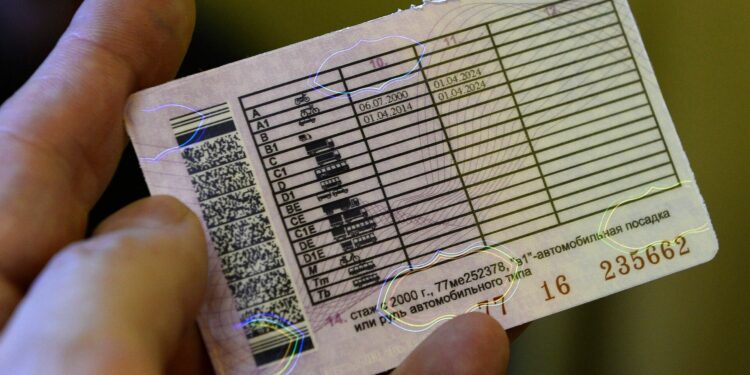 10. 11. 12.
A
A1
B 06.07.2000 01.04.2024
B1 01.04.2014 01.04.2024
C
C1
D
D1
BE
CE
C1E
DE
D1E
M
Tm
Tb
14. стаж с 2000 г., 77ме252378, "в1"-автомобильная посадка
или руль автомобильного типа
77 16 235662